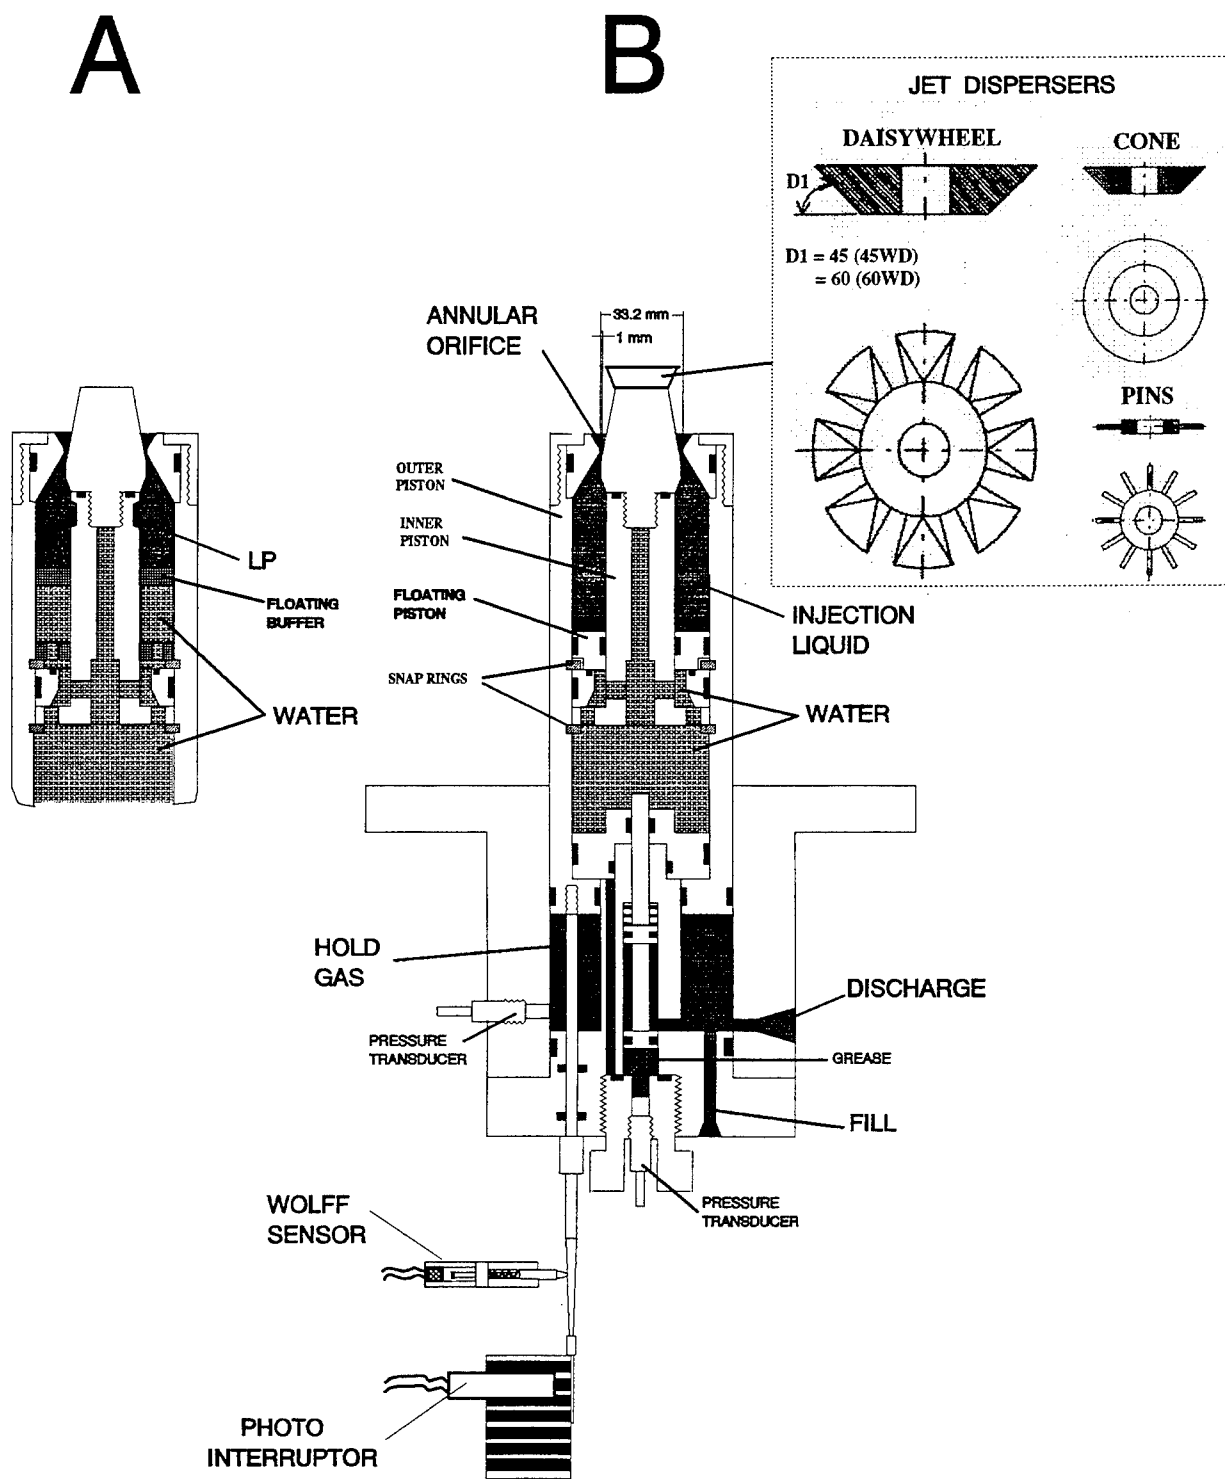 A
B
JET DISPERSERS
DAISYWHEEL
CONE
D1
D1 = 45 (45WD)
= 60 (60WD)
PINS
33.2 mm
1 mm
ANNULAR
ORIFICE
OUTER
PISTON
INNER
PISTON
LP
FLOATING
BUFFER
FLOATING
PISTON
INJECTION
LIQUID
SNAP RINGS
WATER
WATER
HOLD
GAS
DISCHARGE
PRESSURE
TRANSDUCER
GREASE
FILL
WOLFF
SENSOR
PRESSURE
TRANSDUCER
PHOTO
INTERRUPTOR